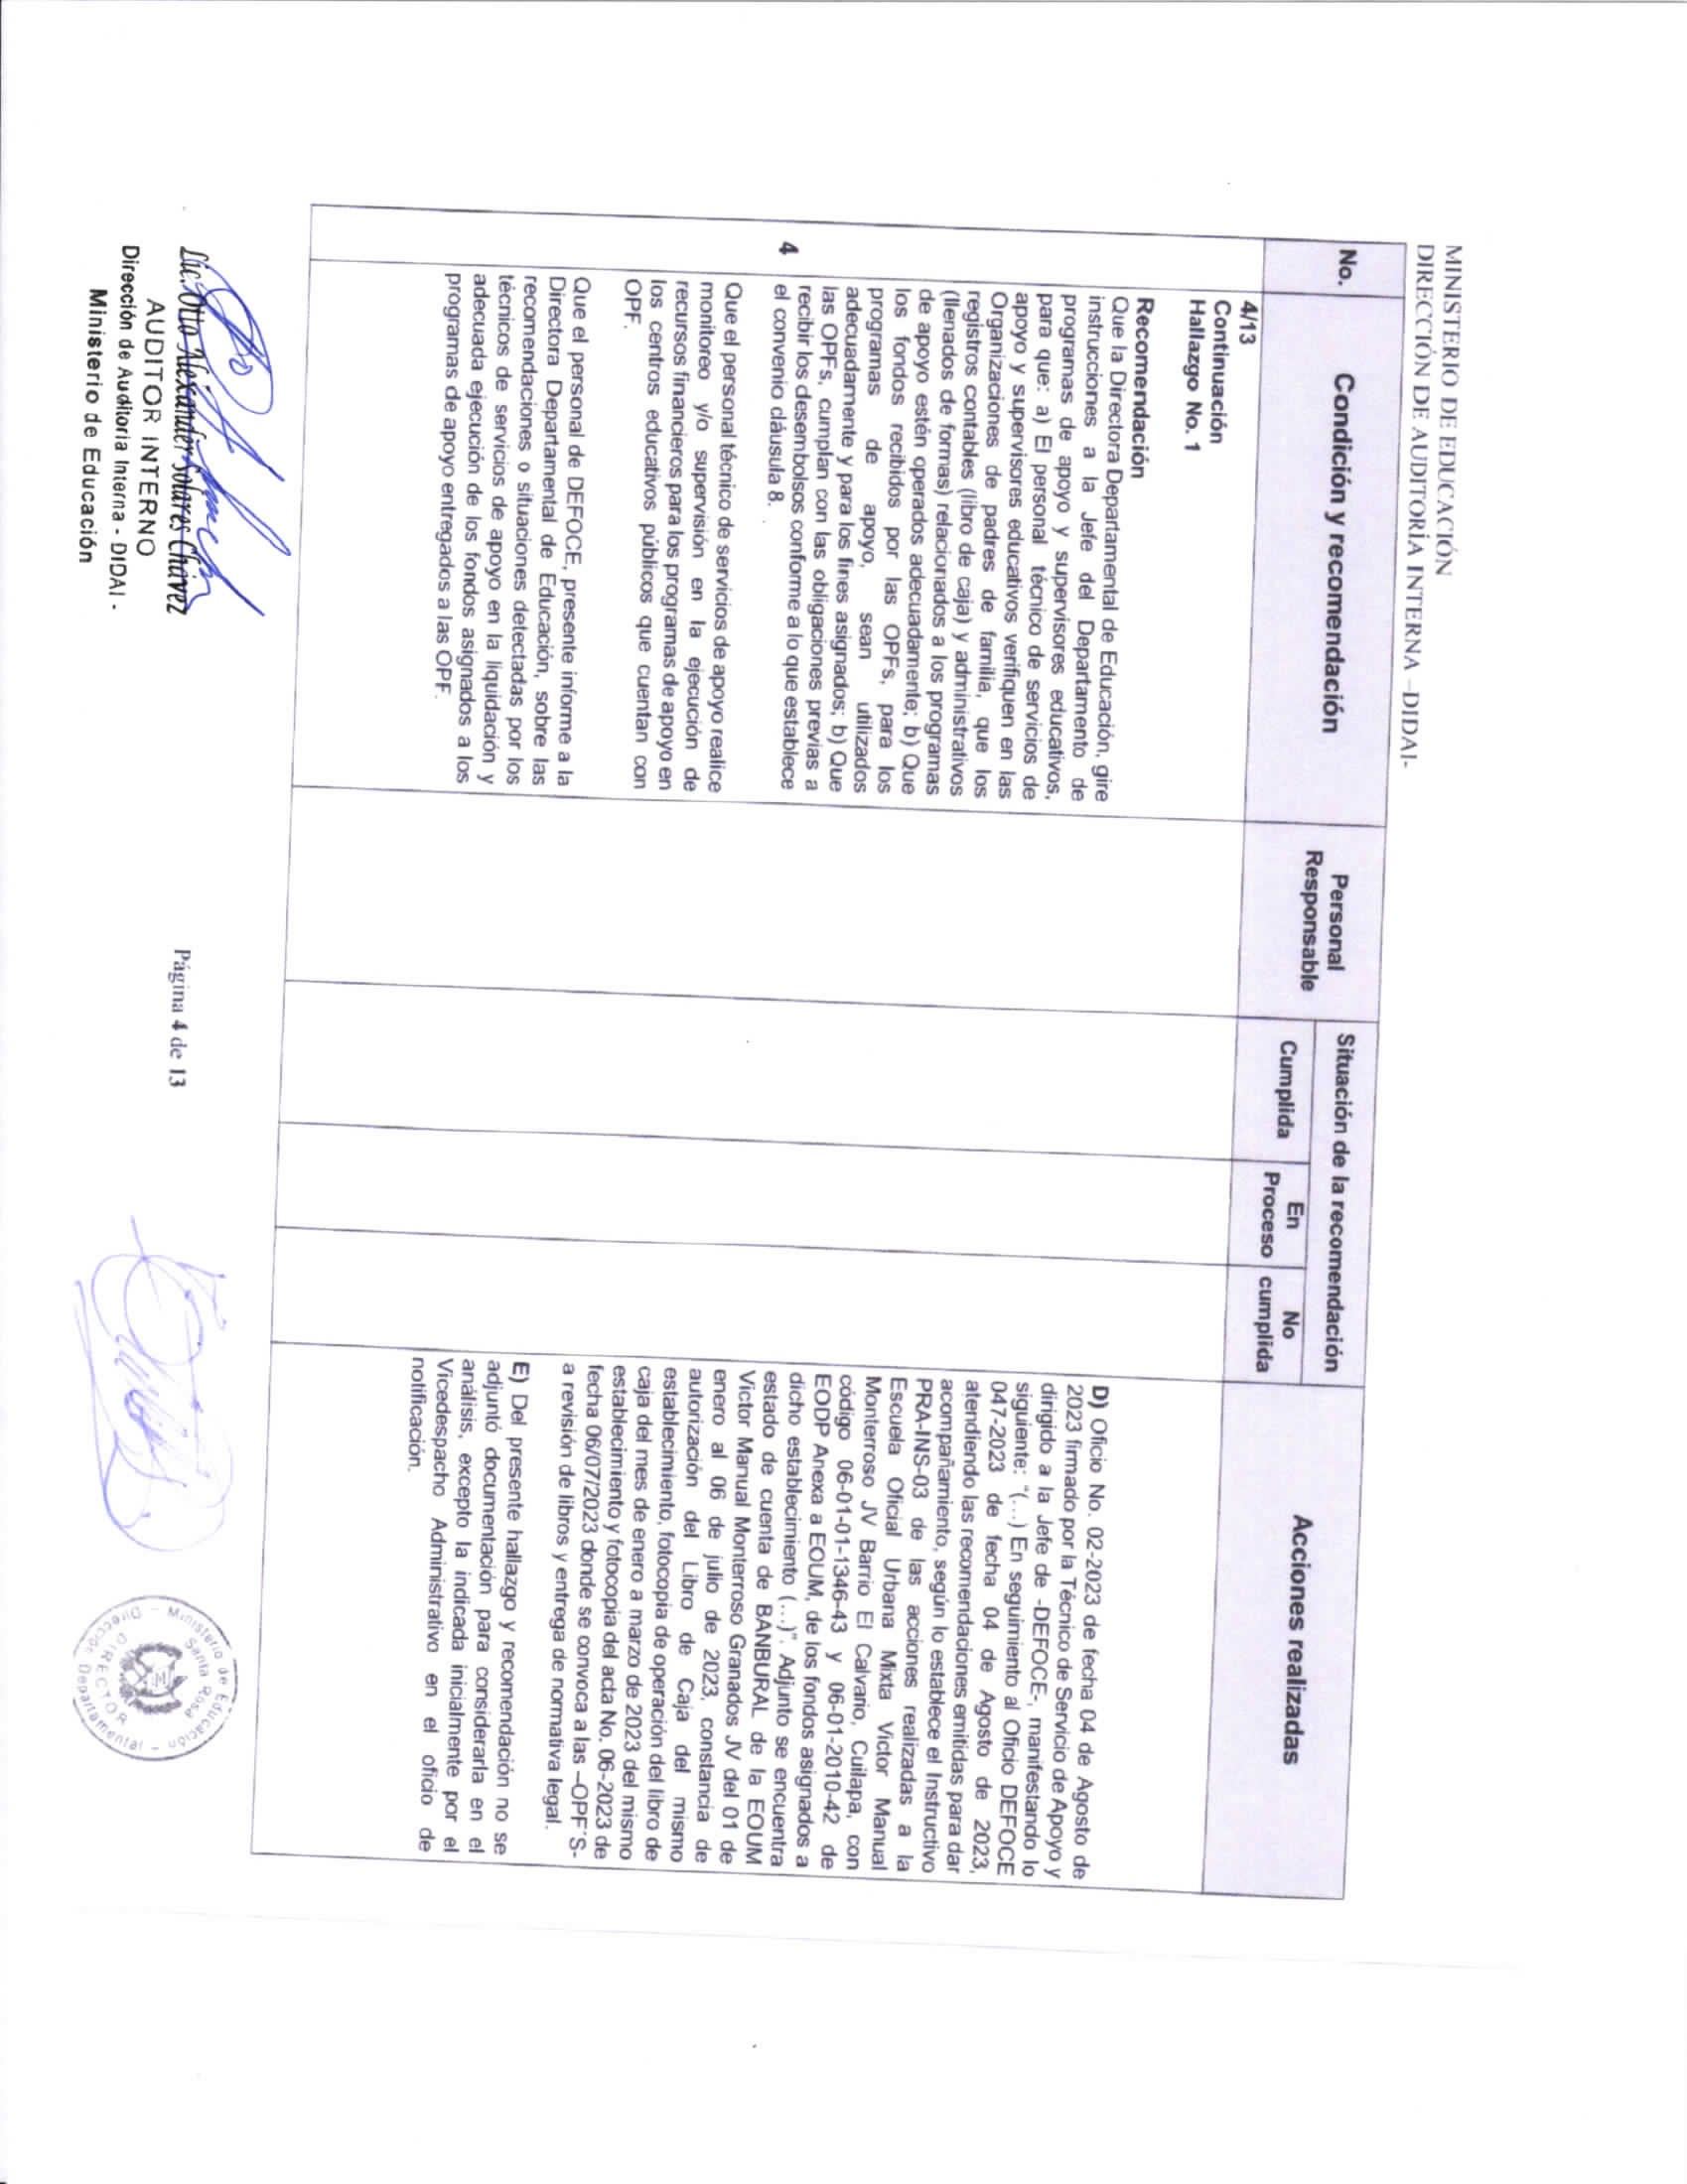 MINISTERIO DE EDUCACIÓN
DIRECCIÓN DE AUDITORÍA INTERNA –DIDAI-
No.
Condición y recomendación
Personal
Responsable
Situación de la recomendación
Cumplida
En
Proceso
No
cumplida
Acciones realizadas
4/13
Continuación
Hallazgo No. 1
Recomendación
Que la Directora Departamental de Educación, gire
instrucciones a la Jefe del Departamento de
programas de apoyo y supervisores educativos,
para que: a) El personal técnico de servicios de
apoyo y supervisores educativos verifiquen en las
Organizaciones de padres de familia, que los
registros contables (libro de caja) y administrativos
(llenados de formas) relacionados a los programas
de apoyo estén operados adecuadamente; b) Que
los fondos recibidos por las OPFs, para los
programas de apoyo, sean utilizados
adecuadamente y para los fines asignados; b) Que
las OPFs, cumplan con las obligaciones previas a
recibir los desembolsos conforme a lo que establece
el convenio cláusula 8.
4
Que el personal técnico de servicios de apoyo realice
monitoreo y/o supervisión en la ejecución de
recursos financieros para los programas de apoyo en
los centros educativos públicos que cuentan con
OPF.
Que el personal de DEFOCE, presente informe a la
Directora Departamental de Educación, sobre las
recomendaciones o situaciones detectadas por los
técnicos de servicios de apoyo en la liquidación y
adecuada ejecución de los fondos asignados a los
programas de apoyo entregados a las OPF.
D) Oficio No. 02-2023 de fecha 04 de Agosto de
2023 firmado por la Técnico de Servicio de Apoyo y
dirigido a la Jefe de -DEFOCE-, manifestando lo
siguiente: “(…) En seguimiento al Oficio DEFOCE
047-2023 de fecha 04 de Agosto de 2023,
atendiendo las recomendaciones emitidas para dar
acompañamiento, según lo establece el Instructivo
PRA-INS-03 de las acciones realizadas a la
Escuela Oficial Urbana Mixta Victor Manual
Monterroso JV Barrio El Calvario, Cuilapa, con
código 06-01-01-1346-43 y 06-01-2010-42 de
EODP Anexa a EOUM, de los fondos asignados a
dicho establecimiento (…)”. Adjunto se encuentra
estado de cuenta de BANBURAL de la EOUM
Victor Manual Monterroso Granados JV del 01 de
enero al 06 de julio de 2023, constancia de
autorización del Libro de Caja del mismo
establecimiento, fotocopia de operación del libro de
caja del mes de enero a marzo de 2023 del mismo
establecimiento y fotocopia del acta No. 06-2023 de
fecha 06/07/2023 donde se convoca a las –OPF´S-
a revisión de libros y entrega de normativa legal.
E) Del presente hallazgo y recomendación no se
adjuntó documentación para considerarla en el
análisis, excepto la indicada inicialmente por el
Vicedespacho Administrativo en el oficio de
notificación.
Lic. Otto Alexander Solares Chávez
AUDITOR INTERNO
Dirección de Auditoria Interna - DIDAI -
Ministerio de Educación
Página 4 de 13
Ministerio de Educación
Dirección Departamental
Santa Rosa
DIRECTOR